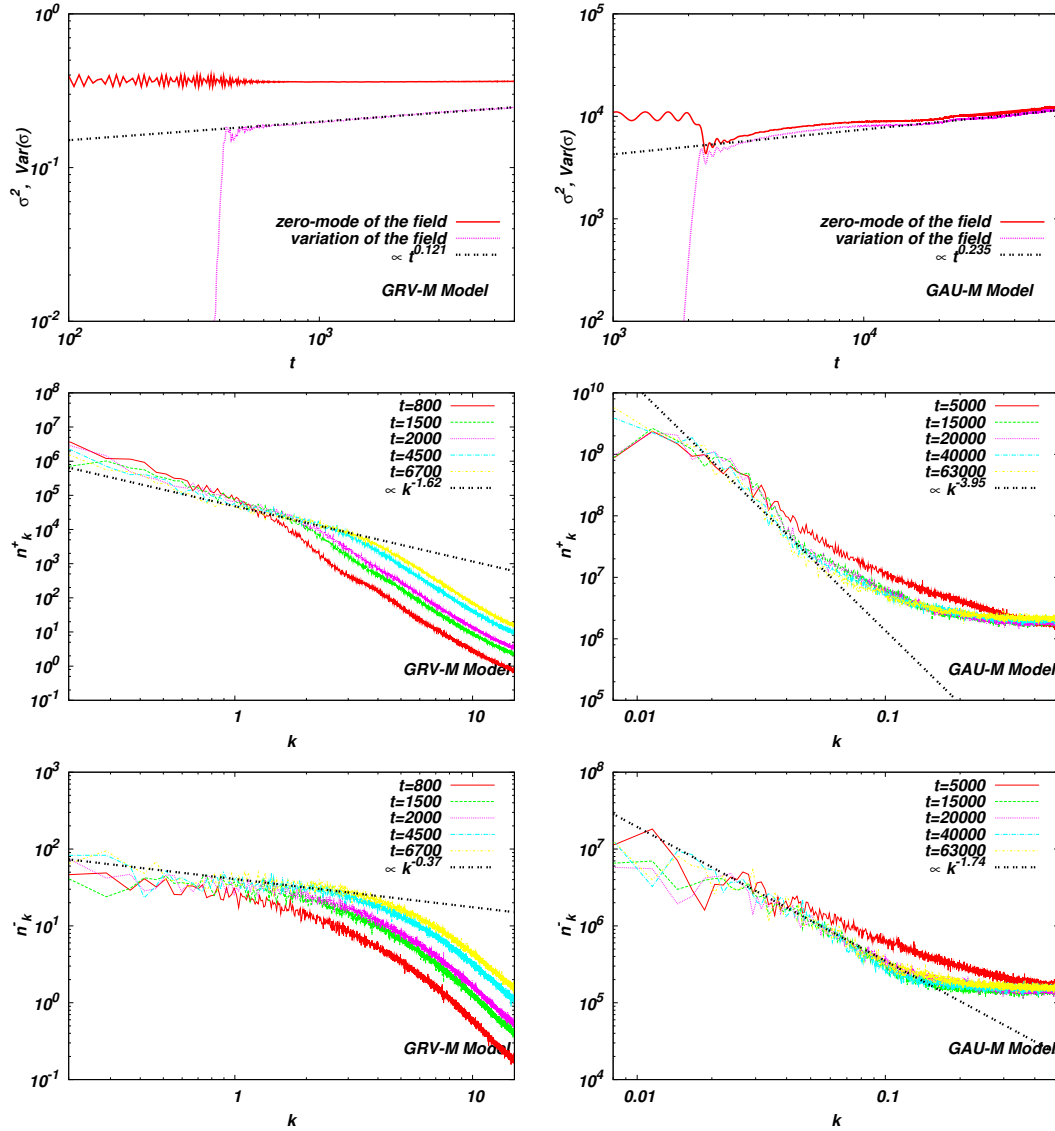 10^0
10^-1
10^-2
10^2
10^3
σ^2, Var(σ)
t
zero-mode of the field
variation of the field
∝ t^0.121
GRV-M Model
10^5
10^4
10^3
10^2
10^3
10^4
σ^2, Var(σ)
t
zero-mode of the field
variation of the field
∝ t^0.235
GAU-M Model
10^8
10^7
10^6
10^5
10^4
10^3
10^2
10^1
10^0
10^-1
1
10
n^+_k
k
t=800
t=1500
t=2000
t=4500
t=6700
∝ k^-1.62
GRV-M Model
10^10
10^9
10^8
10^7
10^6
10^5
0.01
0.1
n^+_k
k
t=5000
t=15000
t=20000
t=40000
t=63000
∝ k^-3.95
GAU-M Model
10^3
10^2
10^1
10^0
10^-1
1
10
n^-_k
k
t=800
t=1500
t=2000
t=4500
t=6700
∝ k^-0.37
GRV-M Model
10^8
10^7
10^6
10^5
10^4
0.01
0.1
n^-_k
k
t=5000
t=15000
t=20000
t=40000
t=63000
∝ k^-1.74
GAU-M Model